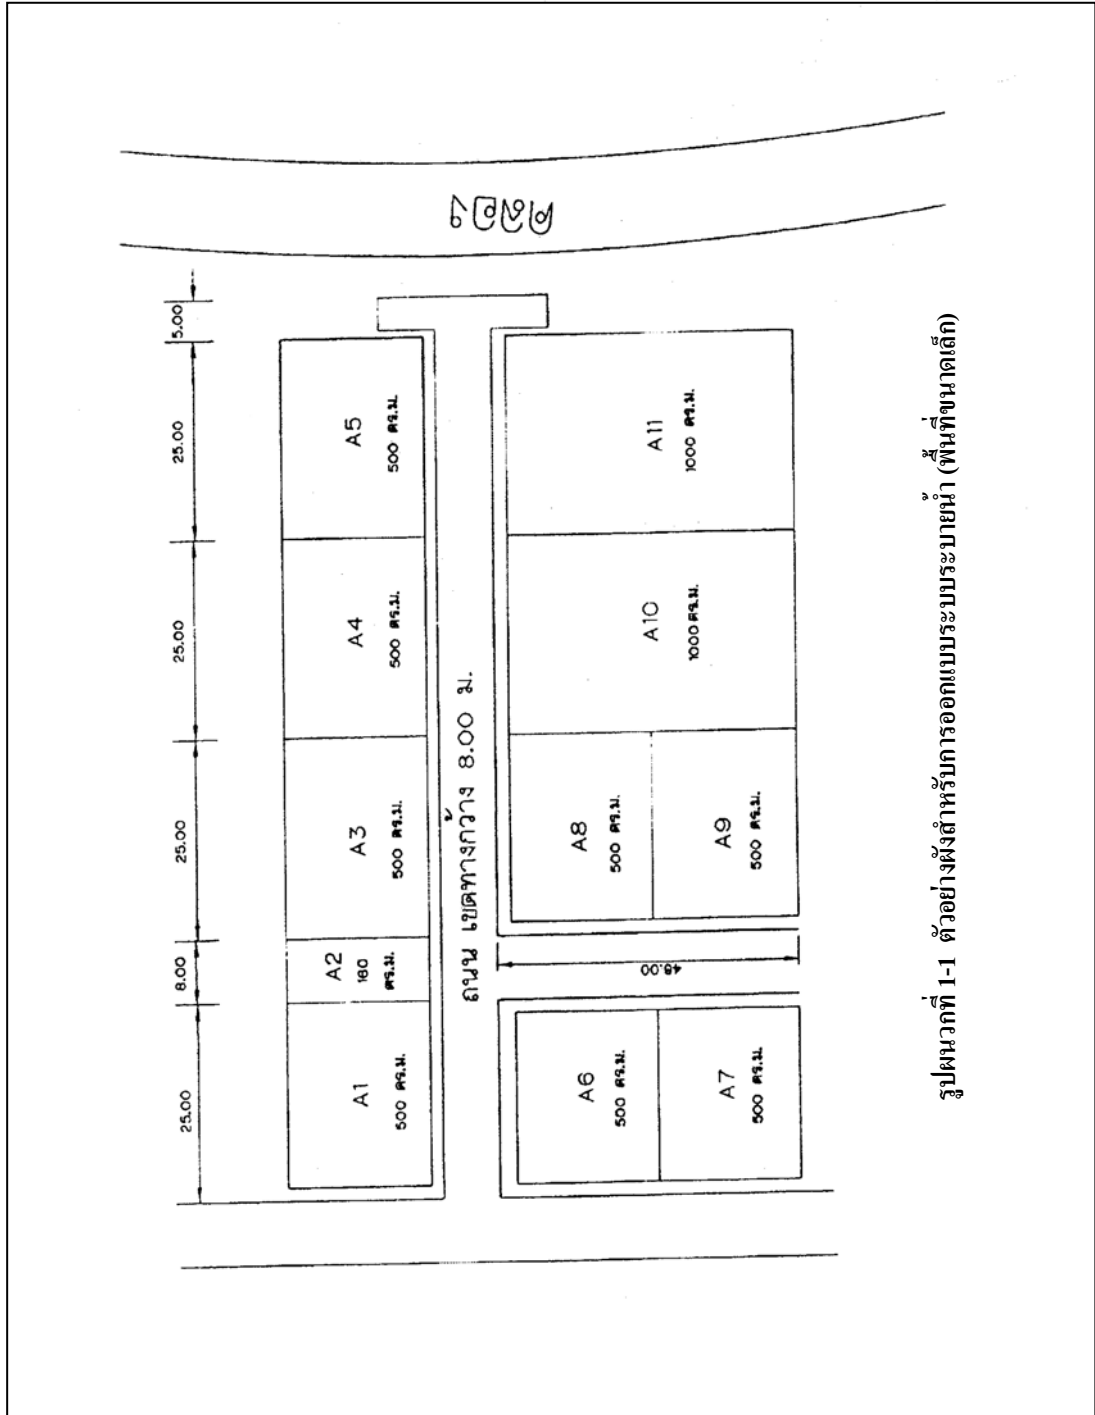 คลอง
25.00
8.00
25.00
25.00
25.00
5.00
A1
500 ตร.ม.
A2
160
ตร.ม.
A3
500 ตร.ม.
A4
500 ตร.ม.
A5
500 ตร.ม.
ถนน เขตทางกว้าง 8.00 ม.
A6
500 ตร.ม.
A7
500 ตร.ม.
A8
500 ตร.ม.
A9
500 ตร.ม.
A10
1000 ตร.ม.
A11
1000 ตร.ม.
รูปผนวกที่ 1-1 ตัวอย่างผังสำหรับการออกแบบระบบระบายน้ำ (พื้นที่ขนาดเล็ก)